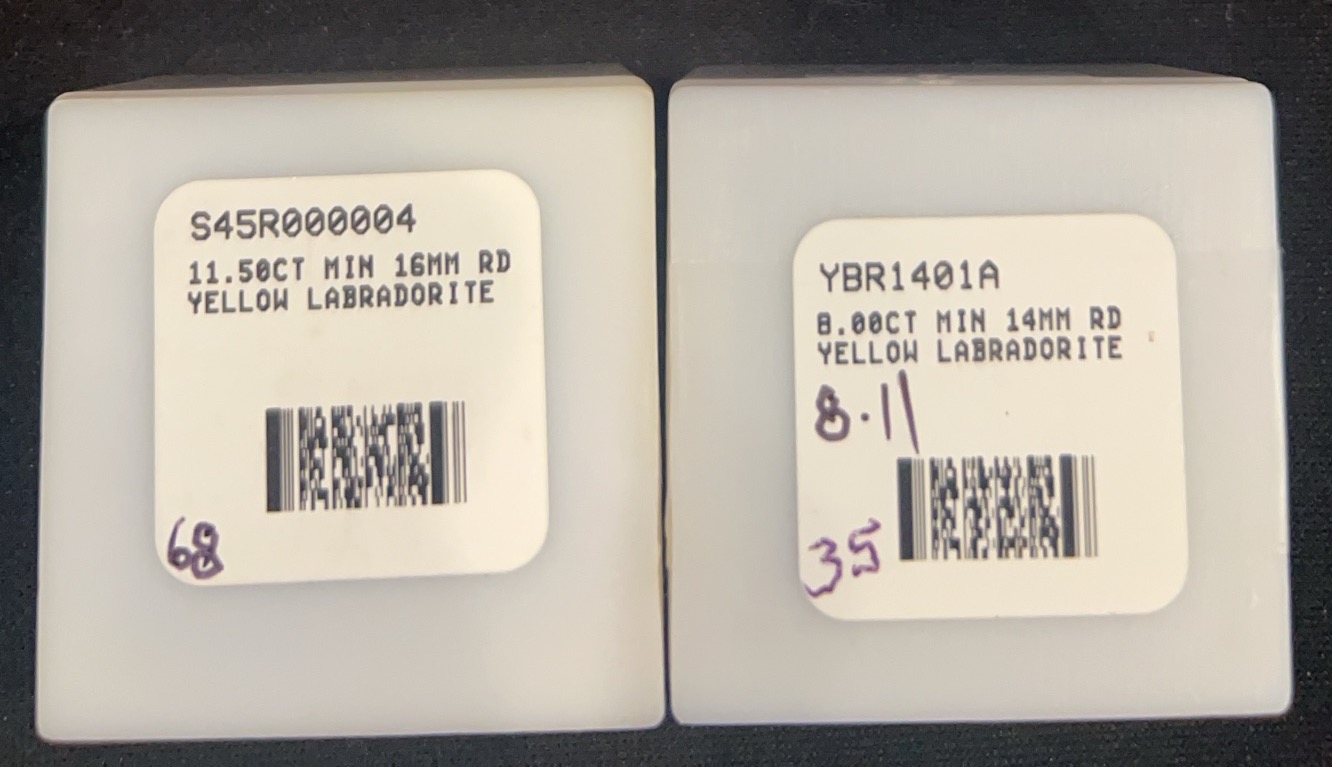 S45R000004
11.50CT MIN 16MM RD
YELLOW LABRADORITE
68
YBR1401A
8.00CT MIN 14MM RD
YELLOW LABRADORITE
8.11
35